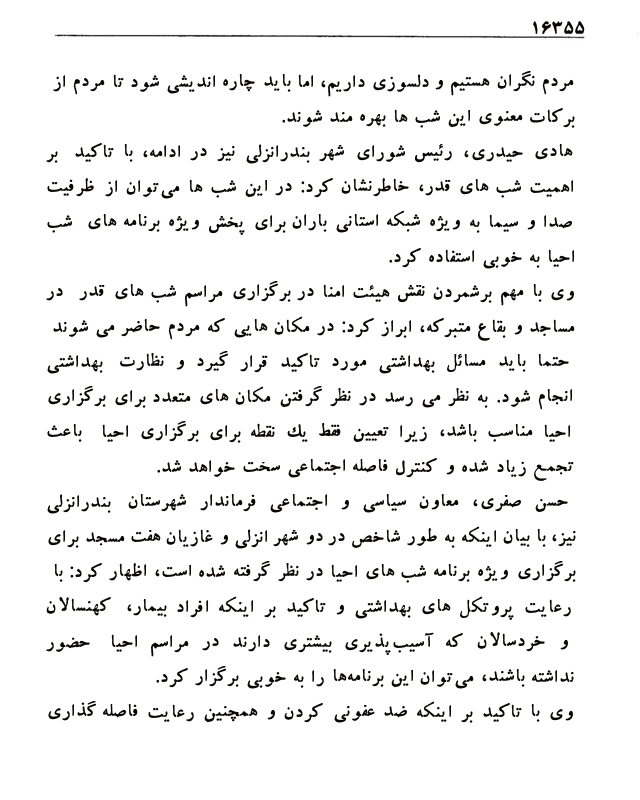 ۱۶۳۵۵
مردم نگران هستیم و دلسوزی داریم، اما باید چاره اندیشی شود تا مردم از
برکات معنوی این شب ها بهره مند شوند.
هادی حیدری، رئیس شورای شهر بندرانزلی نیز در ادامه، با تاکید بر
اهمیت شب های قدر، خاطرنشان کرد: در این شب ها می‌توان از ظرفیت
صدا و سیما به ویژه شبکه استانی باران برای پخش ویژه برنامه های شب
احیا به خوبی استفاده کرد.
وی با مهم برشمردن نقش هیئت امنا در برگزاری مراسم شب های قدر در
مساجد و بقاع متبرکه، ابراز کرد: در مکان هایی که مردم حاضر می شوند
حتما باید مسائل بهداشتی مورد تاکید قرار گیرد و نظارت بهداشتی
انجام شود. به نظر می رسد در نظر گرفتن مکان های متعدد برای برگزاری
احیا مناسب باشد، زیرا تعیین فقط یك نقطه برای برگزاری احیا باعث
تجمع زیاد شده و کنترل فاصله اجتماعی سخت خواهد شد.
حسن صفری، معاون سیاسی و اجتماعی فرماندار شهرستان بندرانزلی
نیز، با بیان اینکه به طور شاخص در دو شهر انزلی و غازیان هفت مسجد برای
برگزاری ویژه برنامه شب های احیا در نظر گرفته شده است، اظهار کرد: با
رعایت پروتکل های بهداشتی و تاکید بر اینکه افراد بیمار، کهنسالان
و خردسالان که آسیب‌پذیری بیشتری دارند در مراسم احیا حضور
نداشته باشند، می‌توان این برنامه‌ها را به خوبی برگزار کرد.
وی با تاکید بر اینکه ضد عفونی کردن و همچنین رعایت فاصله گذاری